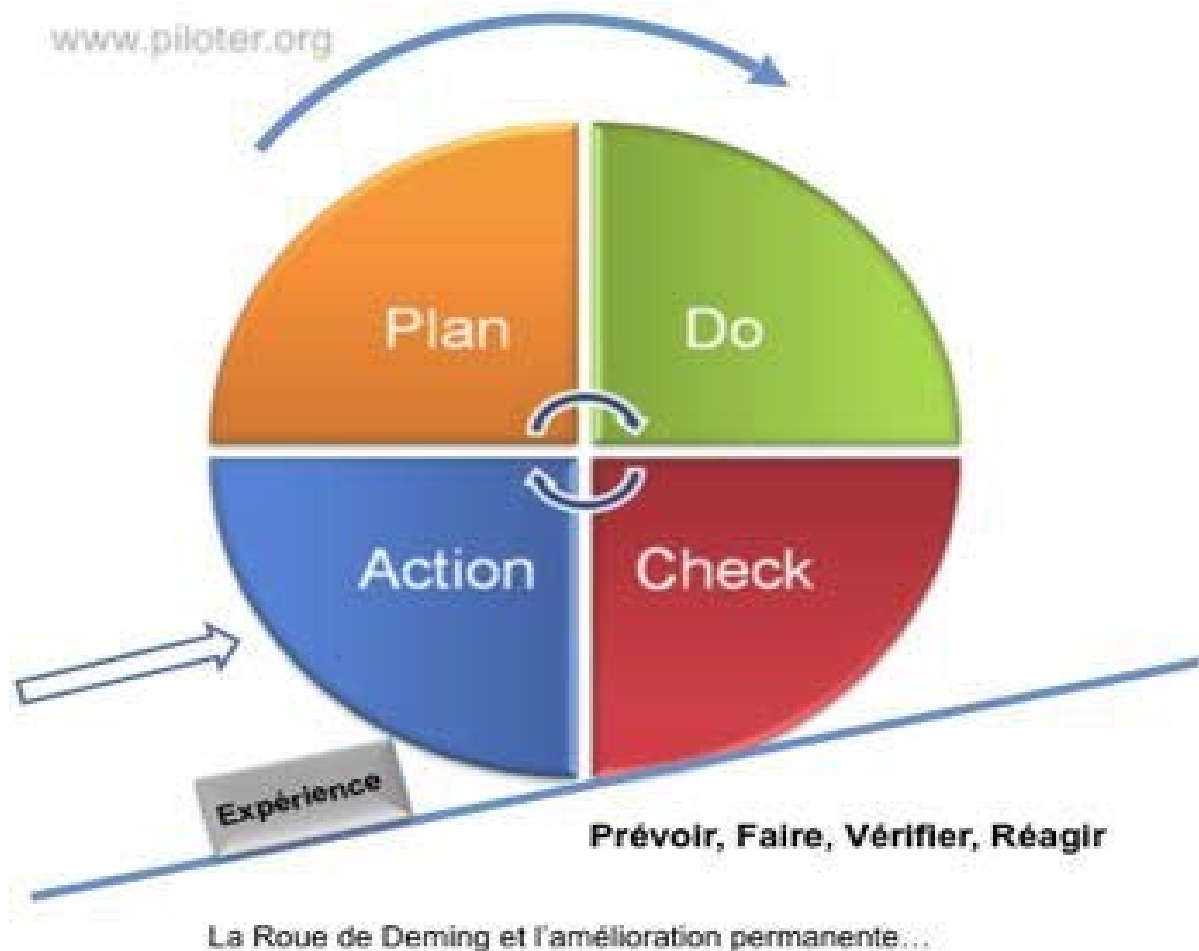 www.piloter.org
Plan
Do
Action
Check
Expérience
Prévoir, Faire, Vérifier, Réagir
La Roue de Deming et l'amélioration permanente...